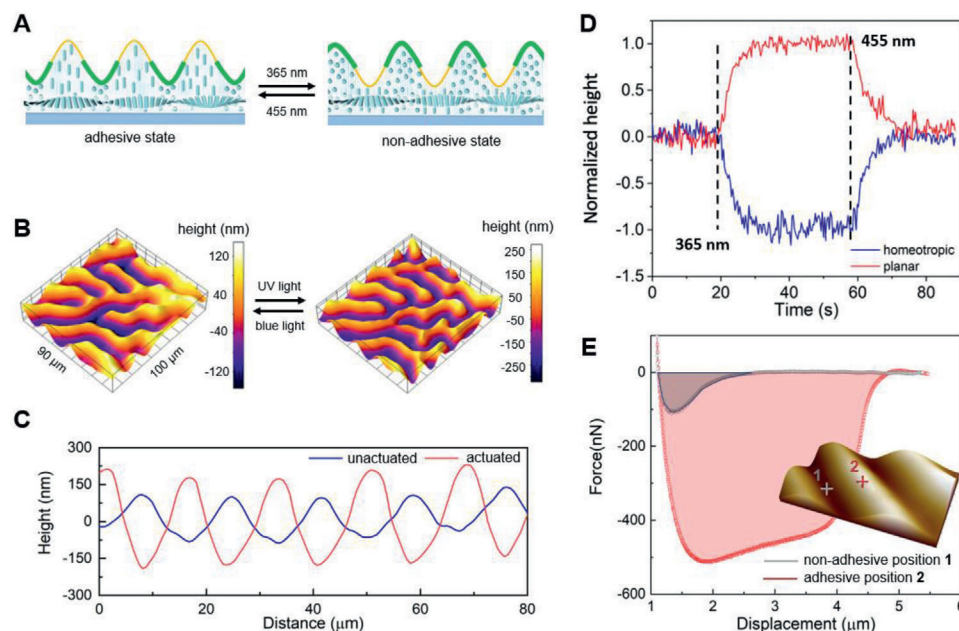 A
365 nm
455 nm
adhesive state
non-adhesive state
B
height (nm)
120
40
-40
-120
90 µm
100 µm
UV light
blue light
height (nm)
250
150
50
-50
-150
-250
C
Height (nm)
300
150
0
-150
-300
unactuated
actuated
0
20
40
60
80
Distance (µm)
D
Normalized height
1.0
0.5
0.0
-0.5
-1.0
-1.5
455 nm
365 nm
homeotropic
planar
0
20
40
60
80
Time (s)
E
Force(nN)
0
-200
-400
-600
1
2
non-adhesive position 1
adhesive position 2
1
2
3
4
5
6
Displacement (µm)